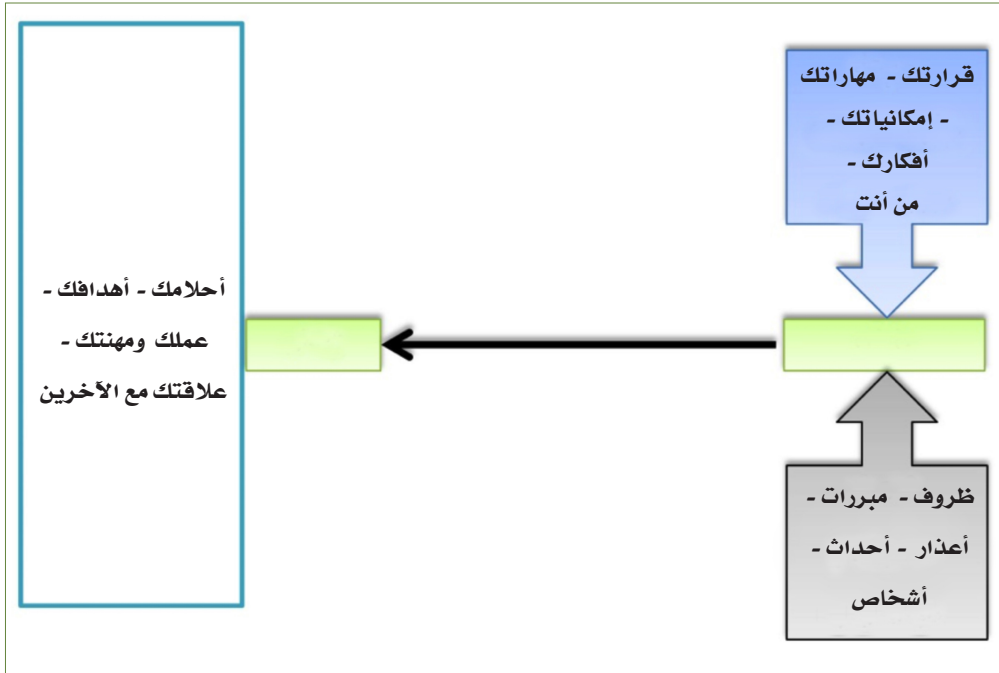 قرارتك - مهاراتك
- إمكانياتك -
أفكارك -
من أنت
أحلامك - أهدافك -
عملك ومهنتك -
علاقتك مع الآخرين
ظروف - مبررات -
أعذار - أحداث -
أشخاص